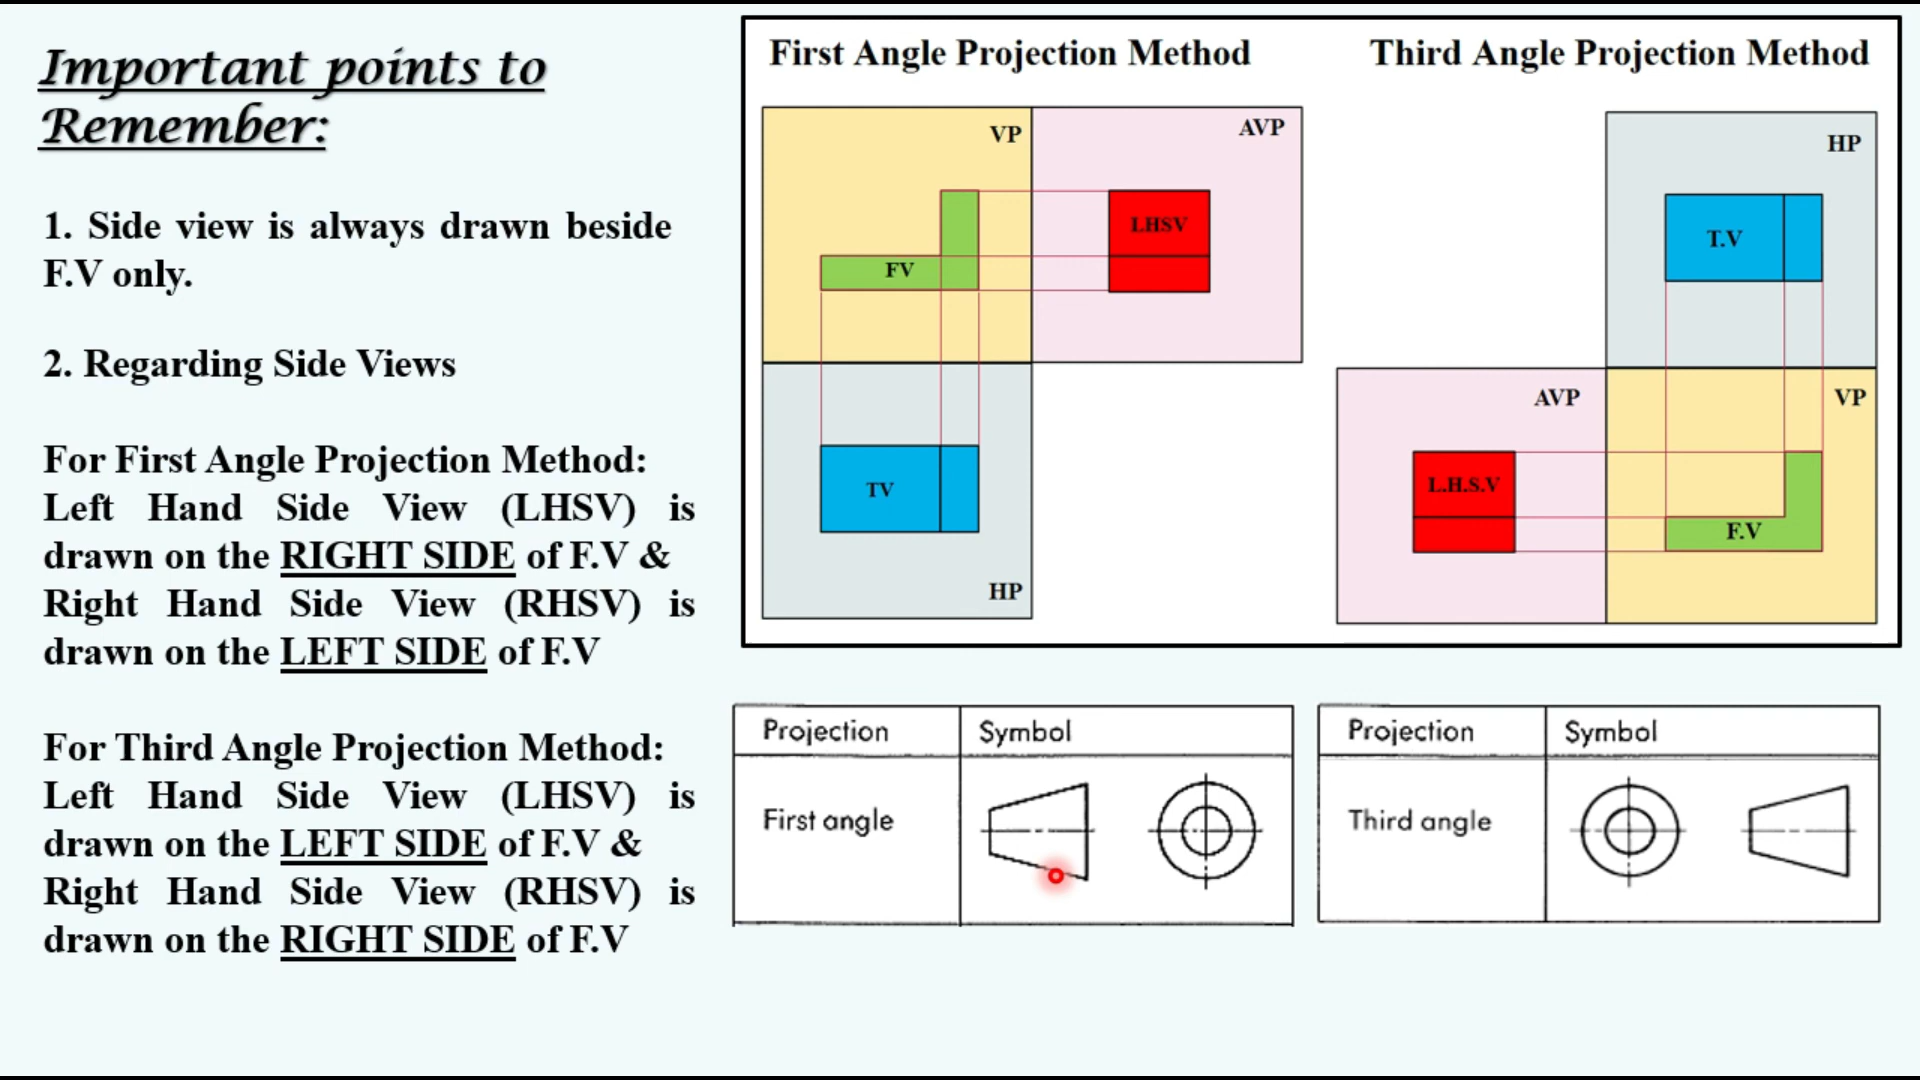 Important points to
Remember:
1. Side view is always drawn beside
F.V only.
2. Regarding Side Views
For First Angle Projection Method:
Left Hand Side View (LHSV) is
drawn on the RIGHT SIDE of F.V &
Right Hand Side View (RHSV) is
drawn on the LEFT SIDE of F.V
For Third Angle Projection Method:
Left Hand Side View (LHSV) is
drawn on the LEFT SIDE of F.V &
Right Hand Side View (RHSV) is
drawn on the RIGHT SIDE of F.V
First Angle Projection Method
VP
AVP
LHSV
FV
TV
HP
Third Angle Projection Method
HP
T.V
AVP
VP
L.H.S.V
F.V
Projection
Symbol
First angle
Projection
Symbol
Third angle